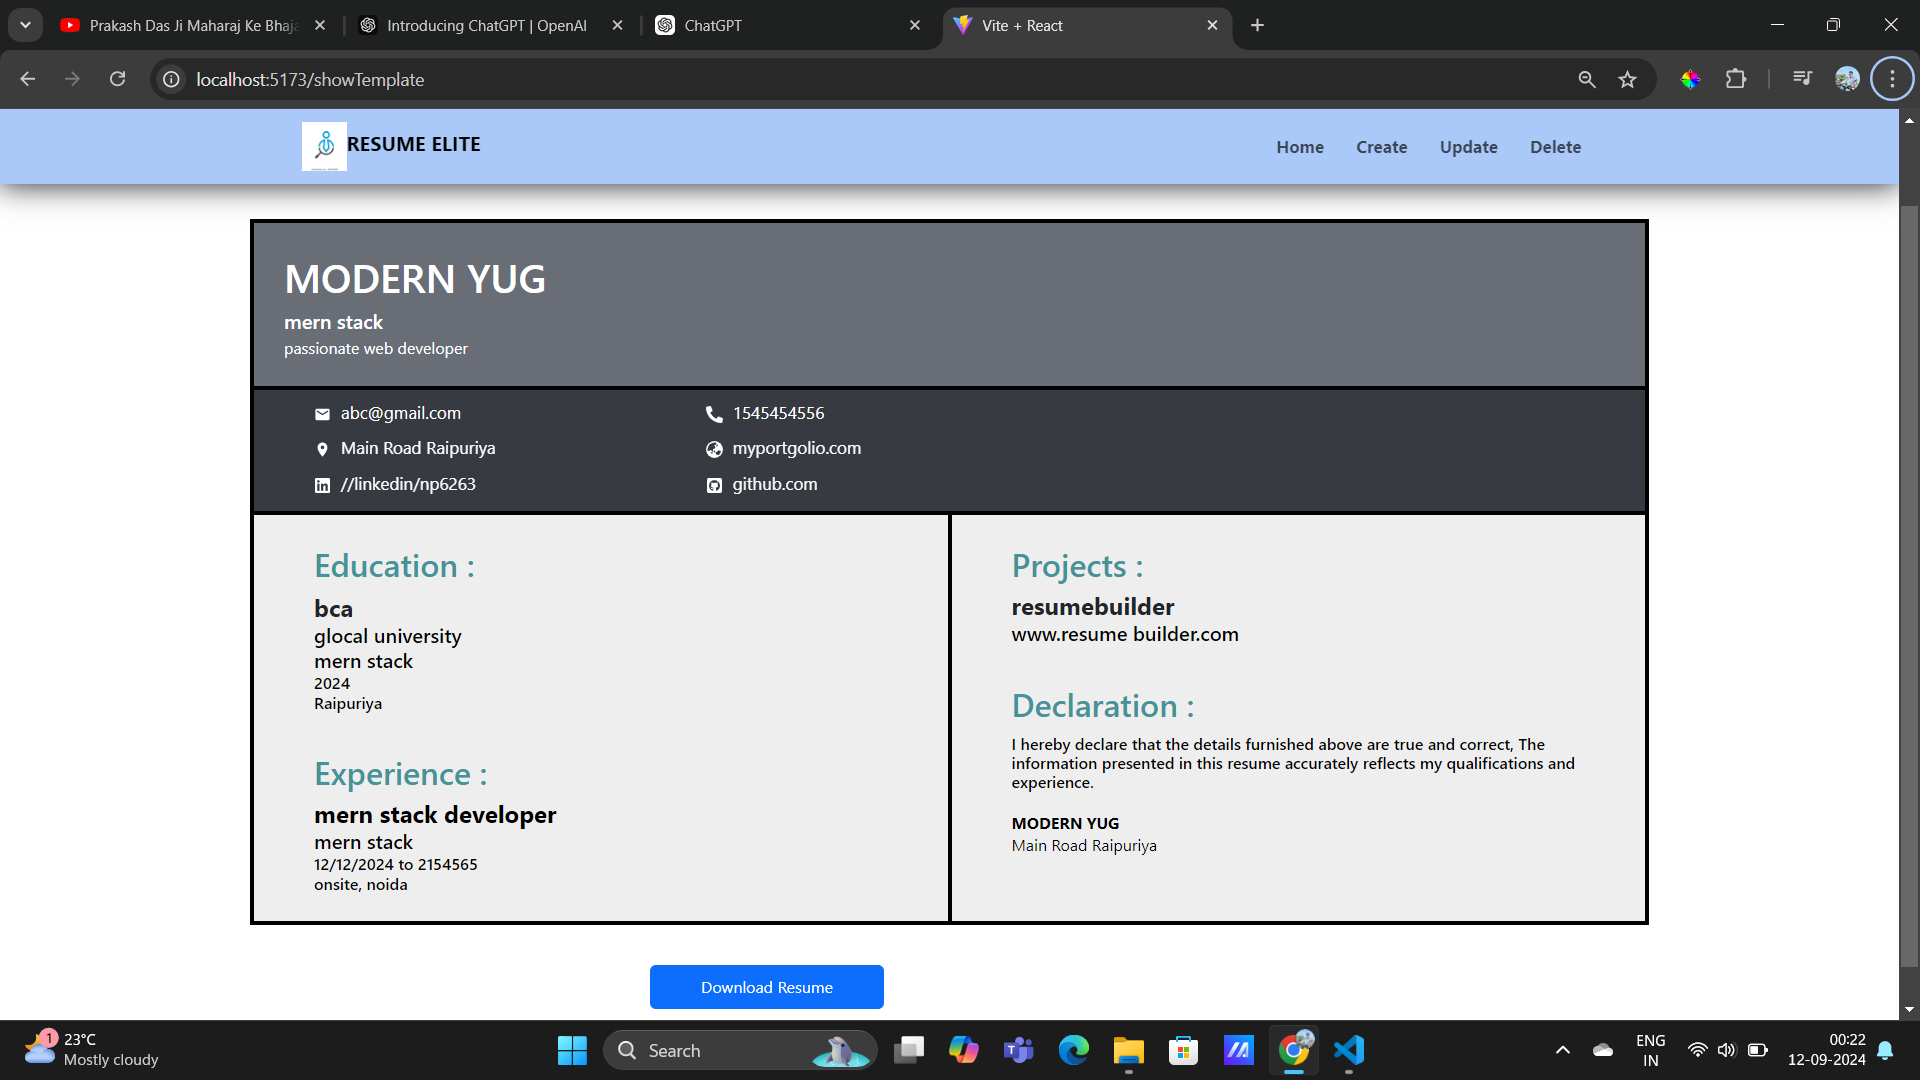 Prakash Das Ji Maharaj Ke Bhaja
Introducing ChatGPT | OpenAI
ChatGPT
Vite + React
localhost:5173/showTemplate
RESUME ELITE
Home
Create
Update
Delete
MODERN YUG
mern stack
passionate web developer
abc@gmail.com
1545454556
Main Road Raipuriya
myportgolio.com
//linkedin/np6263
github.com
Education :
bca
glocal university
mern stack
2024
Raipuriya
Experience :
mern stack developer
mern stack
12/12/2024 to 2154565
onsite, noida
Projects :
resumebuilder
www.resume builder.com
Declaration :
I hereby declare that the details furnished above are true and correct, The
information presented in this resume accurately reflects my qualifications and
experience.
MODERN YUG
Main Road Raipuriya
Download Resume
1
23°C
Mostly cloudy
Search
ENG
IN
00:22
12-09-2024